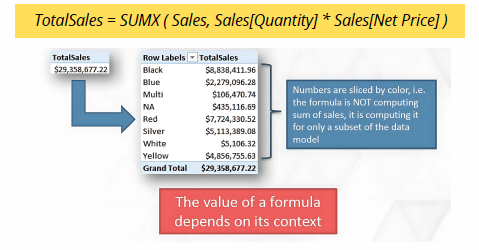 TotalSales = SUMX ( Sales, Sales[Quantity] * Sales[Net Price] )
TotalSales
$29,358,677.22
Row Labels TotalSales
Black $8,838,411.96
Blue $2,279,096.28
Multi $106,470.74
NA $435,116.69
Red $7,724,330.52
Silver $5,113,389.08
White $5,106.32
Yellow $4,856,755.63
Grand Total $29,358,677.22
Numbers are sliced by color, i.e.
the formula is NOT computing
sum of sales, it is computing it
for only a subset of the data
model
The value of a formula
depends on its context